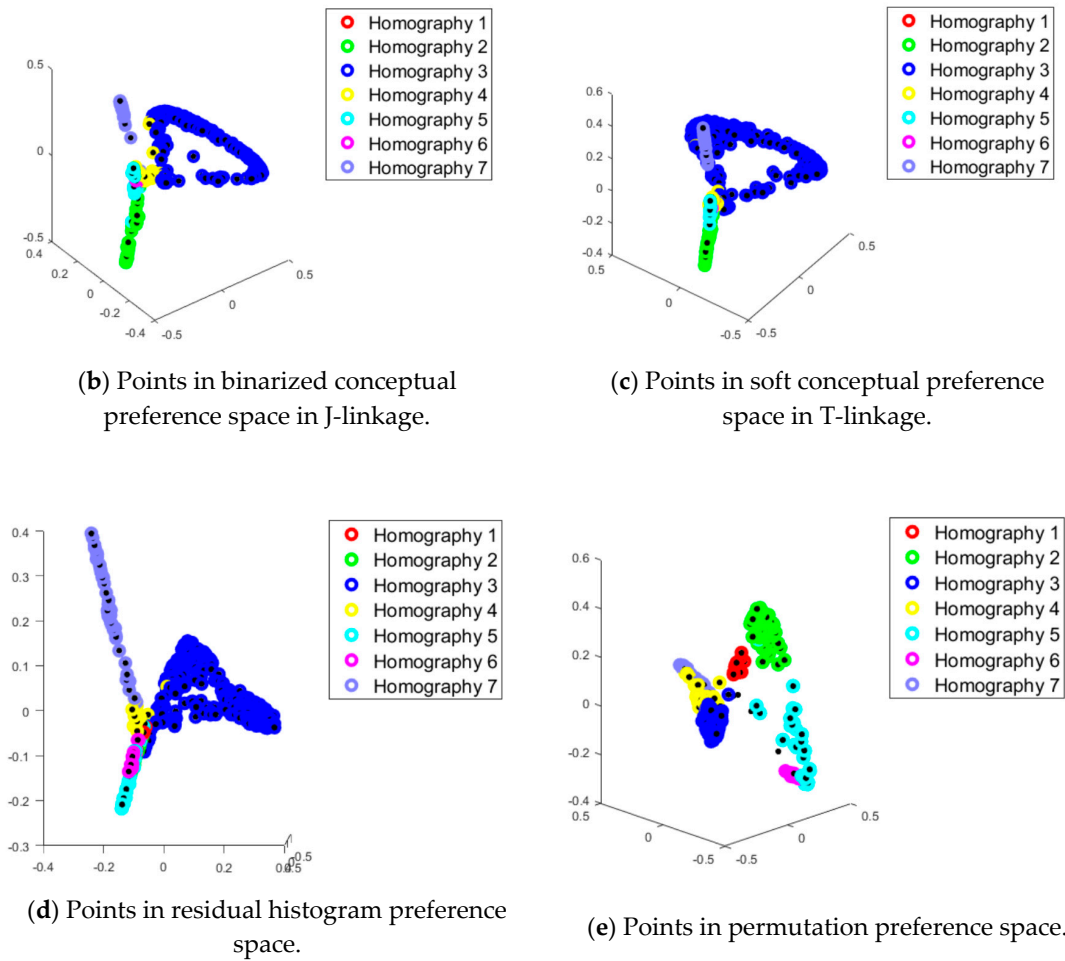 Homography 1
Homography 2
Homography 3
Homography 4
Homography 5
Homography 6
Homography 7
0.5
0
-0.5
0.4
0.2
0
-0.2
-0.4
-0.5
0
0.5
(b) Points in binarized conceptual
preference space in J-linkage.
Homography 1
Homography 2
Homography 3
Homography 4
Homography 5
Homography 6
Homography 7
0.6
0.4
0.2
0
-0.2
-0.4
0.5
0
-0.5
-0.5
0
0.5
(c) Points in soft conceptual preference
space in T-linkage.
Homography 1
Homography 2
Homography 3
Homography 4
Homography 5
Homography 6
Homography 7
0.4
0.3
0.2
0.1
0
-0.1
-0.2
-0.3
-0.4
-0.2
0
0.2
(d) Points in residual histogram preference
space.
Homography 1
Homography 2
Homography 3
Homography 4
Homography 5
Homography 6
Homography 7
0.6
0.4
0.2
0
-0.2
-0.4
0.5
0
-0.5
-0.5
0
0.5
(e) Points in permutation preference space.